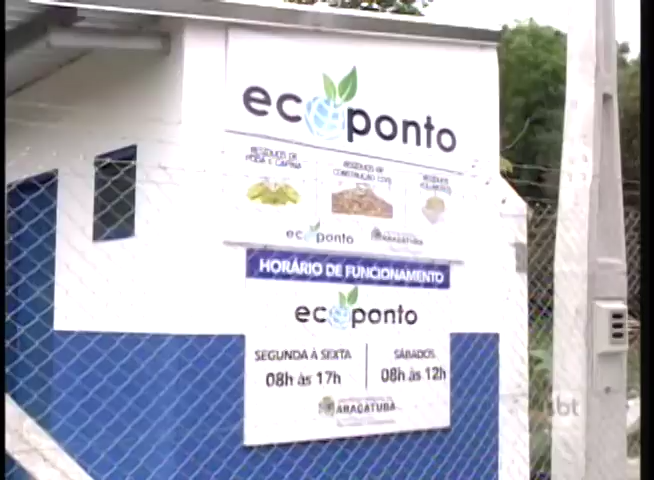 ecoponto
RESÍDUOS DE
PODA E CAPINA
RESÍDUOS DE
CONSTRUÇÃO CIVIL
RESÍDUOS
ecoponto
ARAÇATUBA
HORÁRIO DE FUNCIONAMENTO
ecoponto
SEGUNDA À SEXTA
08h às 17h
SÁBADOS
08h às 12h
ARAÇATUBA
sbt